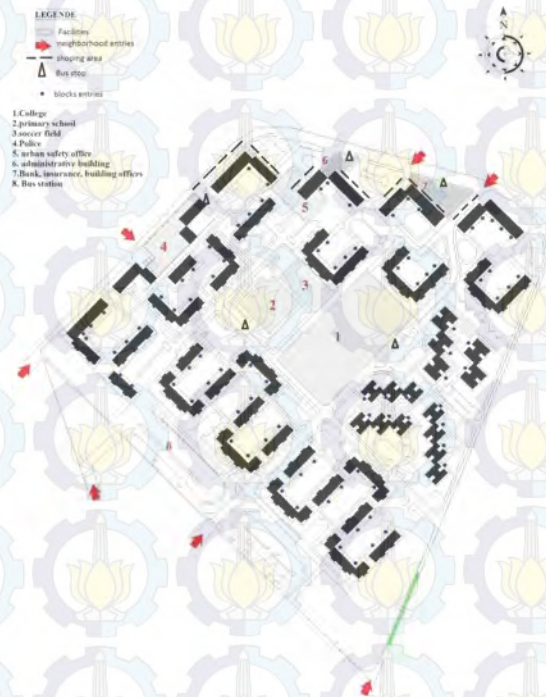 LEGENDE
Facilities
neighborhood entries
shoping area
Bus stop
blocks entries
1.College
2.primary school
3.soccer field
4.Police
5. urban safety office
6. administrative building
7.Bank, insurance, building offices
8. Bus station
N
6
7
5
4
3
2
1
8